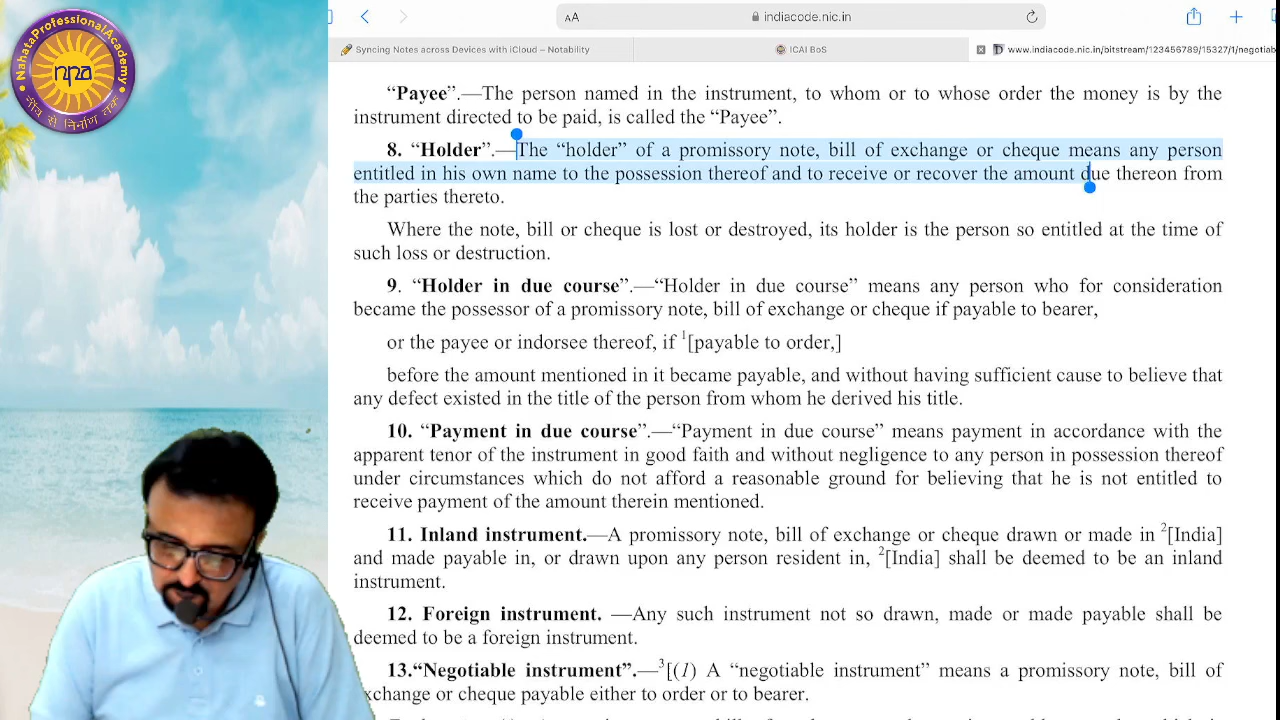 NahataProfessionalAcademy
npa
नींव से निर्माण तक
AA
indiacode.nic.in
Syncing Notes across Devices with iCloud – Notability
ICAI BoS
www.indiacode.nic.in/bitstream/123456789/15327/1/negotiab
“Payee”.—The person named in the instrument, to whom or to whose order the money is by the
instrument directed to be paid, is called the “Payee”.
8. “Holder”.—The “holder” of a promissory note, bill of exchange or cheque means any person
entitled in his own name to the possession thereof and to receive or recover the amount due thereon from
the parties thereto.
Where the note, bill or cheque is lost or destroyed, its holder is the person so entitled at the time of
such loss or destruction.
9. “Holder in due course”.—“Holder in due course” means any person who for consideration
became the possessor of a promissory note, bill of exchange or cheque if payable to bearer,
or the payee or indorsee thereof, if 1[payable to order,]
before the amount mentioned in it became payable, and without having sufficient cause to believe that
any defect existed in the title of the person from whom he derived his title.
10. “Payment in due course”.—“Payment in due course” means payment in accordance with the
apparent tenor of the instrument in good faith and without negligence to any person in possession thereof
under circumstances which do not afford a reasonable ground for believing that he is not entitled to
receive payment of the amount therein mentioned.
11. Inland instrument.—A promissory note, bill of exchange or cheque drawn or made in 2[India]
and made payable in, or drawn upon any person resident in, 2[India] shall be deemed to be an inland
instrument.
12. Foreign instrument. —Any such instrument not so drawn, made or made payable shall be
deemed to be a foreign instrument.
13.“Negotiable instrument”.—3[(1) A “negotiable instrument” means a promissory note, bill of
exchange or cheque payable either to order or to bearer.